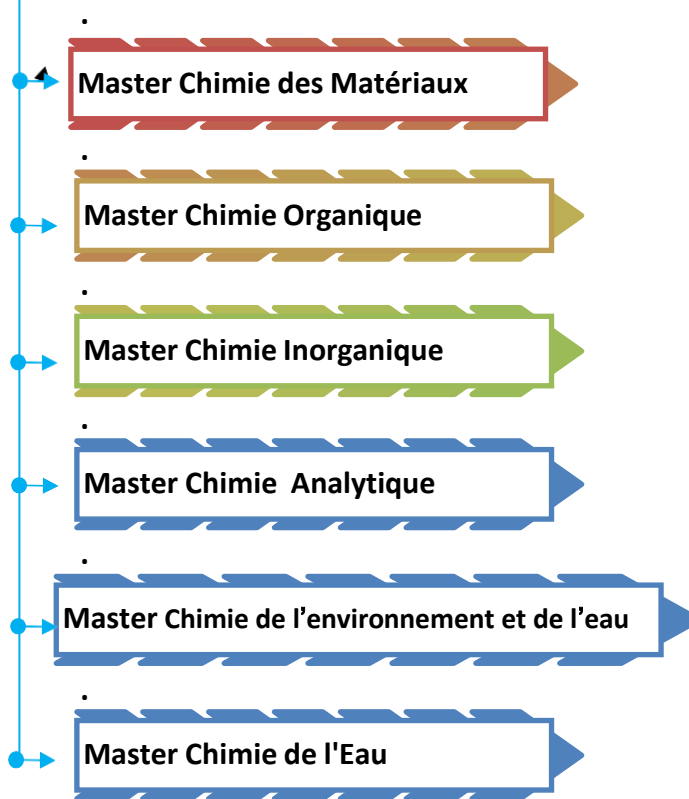 .
Master Chimie des Matériaux
.
Master Chimie Organique
.
Master Chimie Inorganique
.
Master Chimie  Analytique
.
Master Chimie de l’environnement et de l’eau
.
Master Chimie de l'Eau